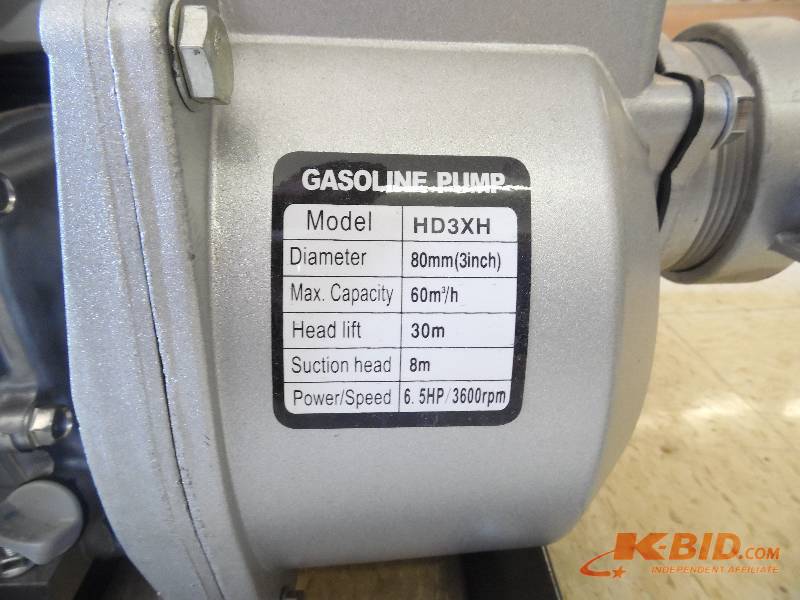 GASOLINE PUMP
Model HD3XH
Diameter 80mm(3inch)
Max. Capacity 60m³/h
Head lift 30m
Suction head 8m
Power/Speed 6.5HP/3600rpm
K-BID.COM
INDEPENDENT AFFILIATE